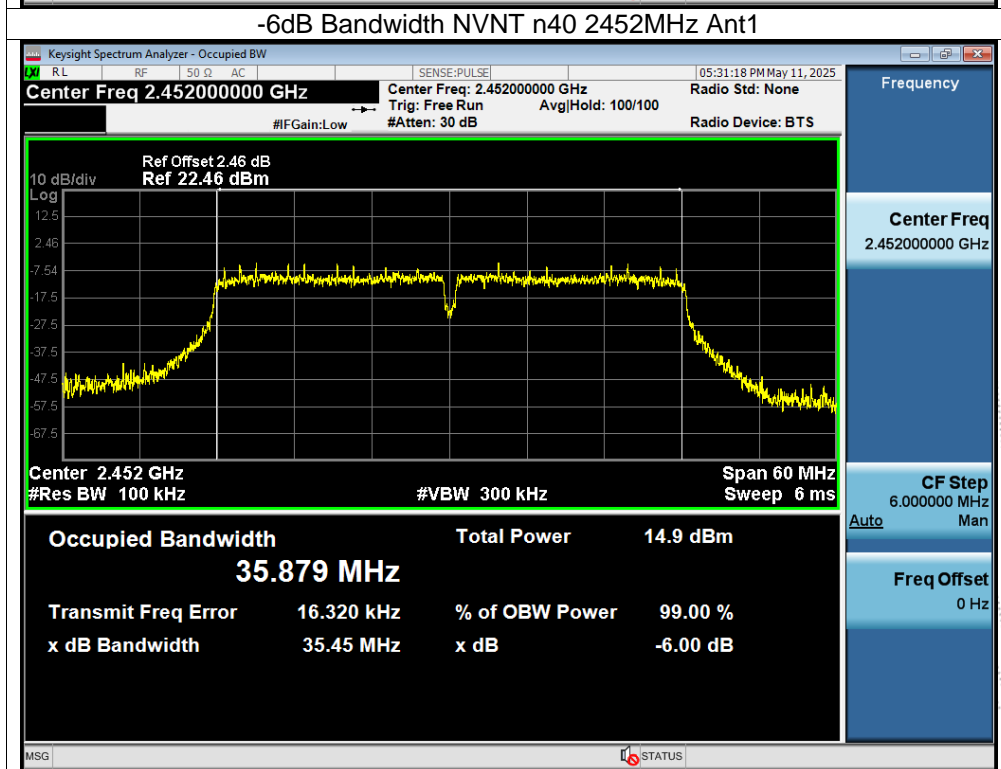 -6dB Bandwidth NVNT n40 2452MHz Ant1
Keysight Spectrum Analyzer - Occupied BW
LXI RL RF 50 Ω AC SENSE:PULSE 05:31:18 PM May 11, 2025
Center Freq 2.452000000 GHz Center Freq: 2.452000000 GHz Radio Std: None
Trig: Free Run Avg|Hold: 100/100
#IFGain:Low #Atten: 30 dB Radio Device: BTS
Ref Offset 2.46 dB
10 dB/div Ref 22.46 dBm
Log
12.5
2.46
-7.54
-17.5
-27.5
-37.5
-47.5
-57.5
-67.5
Center 2.452 GHz Span 60 MHz
#Res BW 100 kHz #VBW 300 kHz Sweep 6 ms
Occupied Bandwidth Total Power 14.9 dBm
35.879 MHz
Transmit Freq Error 16.320 kHz % of OBW Power 99.00 %
x dB Bandwidth 35.45 MHz x dB -6.00 dB
MSG STATUS
Frequency
Center Freq
2.452000000 GHz
CF Step
6.000000 MHz
Auto Man
Freq Offset
0 Hz